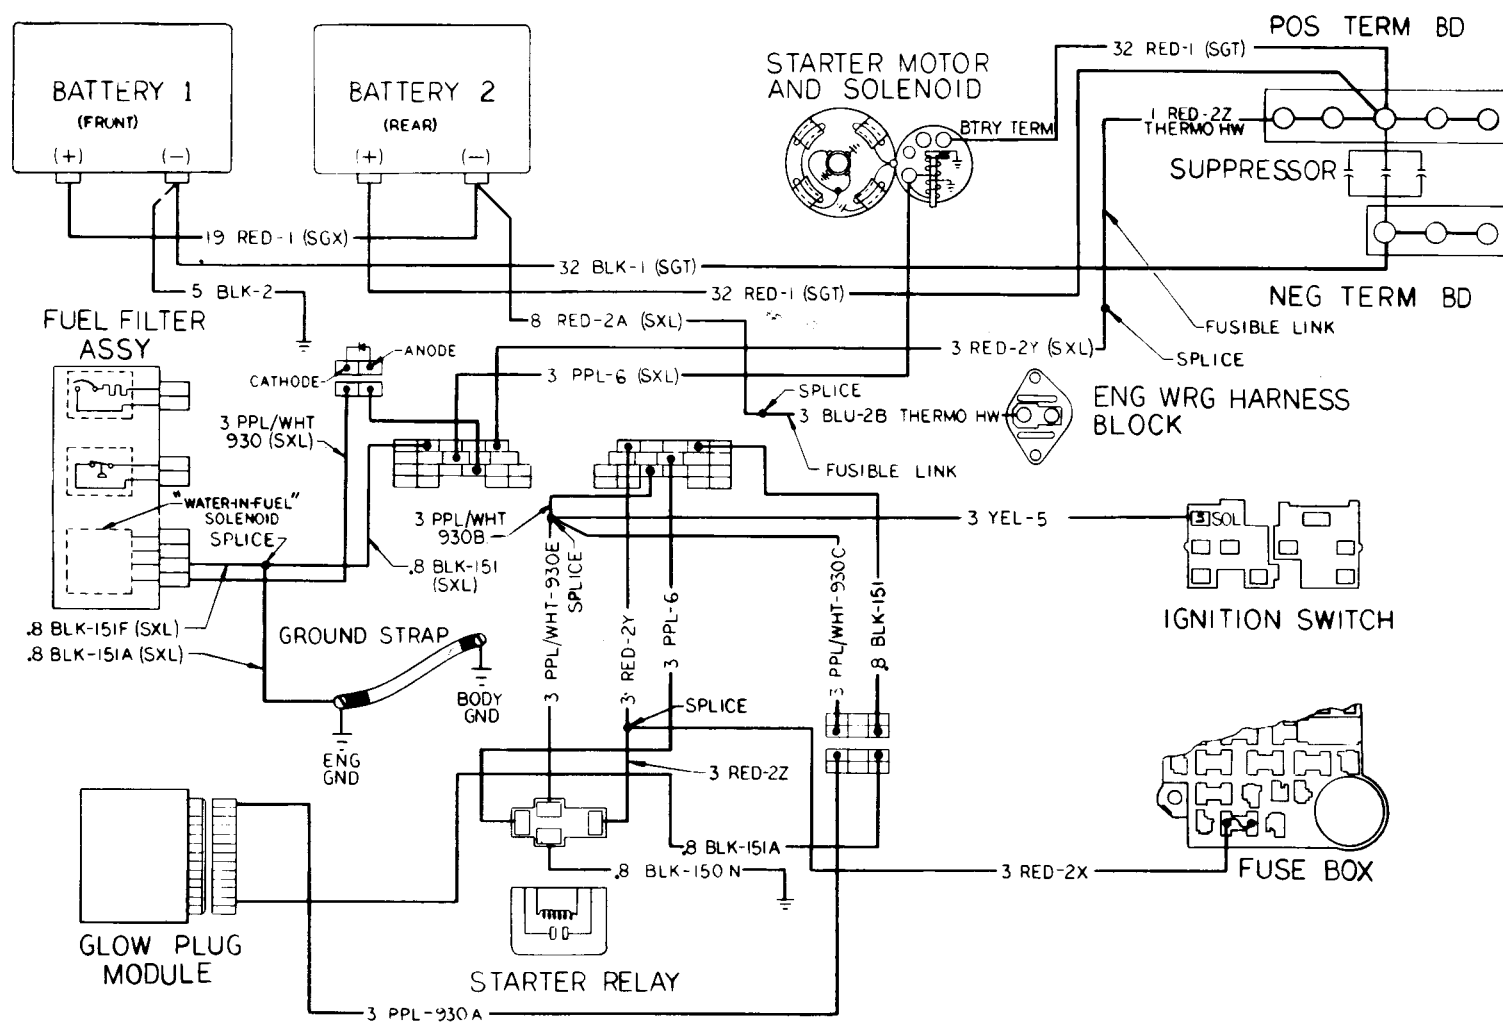 POS TERM BD
32 RED-1 (SGT)
STARTER MOTOR
AND SOLENOID
BATTERY 1
(FRONT)
(+)
(-)
BATTERY 2
(REAR)
(+)
(-)
BTRY TERM
1 RED-2Z
THERMO HW
SUPPRESSOR
19 RED-1 (SGX)
32 BLK-1 (SGT)
5 BLK-2
32 RED-1 (SGT)
NEG TERM BD
FUEL FILTER
ASSY
8 RED-2A (SXL)
FUSIBLE LINK
ANODE
CATHODE
3 RED-2Y (SXL)
SPLICE
3 PPL-6 (SXL)
SPLICE
ENG WRG HARNESS
BLOCK
3 BLU-2B THERMO HW
3 PPL/WHT
930 (SXL)
FUSIBLE LINK
"WATER-IN-FUEL"
SOLENOID
SPLICE
3 PPL/WHT
930B
3 YEL-5
3 SOL
.8 BLK-151
(SXL)
3 PPL/WHT-930E
SPLICE
3 RED-2Y
3 PPL-6
3 PPL/WHT-930C
.8 BLK-151
IGNITION SWITCH
.8 BLK-151F (SXL)
.8 BLK-151A (SXL)
GROUND STRAP
BODY
GND
SPLICE
ENG
GND
3 RED-2Z
.8 BLK-151A
.8 BLK-150 N
3 RED-2X
FUSE BOX
GLOW PLUG
MODULE
STARTER RELAY
3 PPL-930A